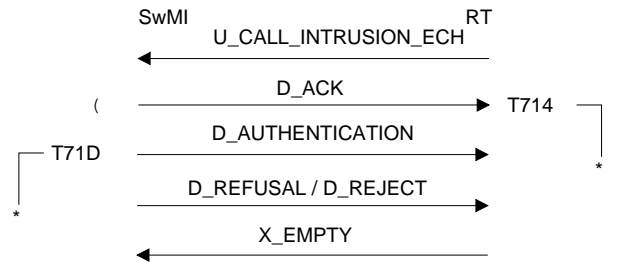 SwMI RT
U_CALL_INTRUSION_ECH
( D_ACK T714
D_AUTHENTICATION
T71D *
D_REFUSAL / D_REJECT
*
X_EMPTY